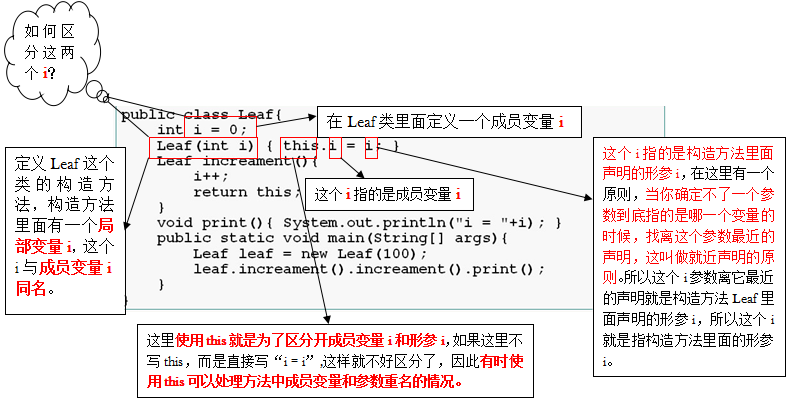 如何区
分这两
个 i?
public class Leaf{
int i = 0;
Leaf(int i) { this.i = i; }
Leaf increament(){
i++;
return this;
}
void print(){ System.out.println("i = "+i); }
public static void main(String[] args){
Leaf leaf = new Leaf(100);
leaf.increament().increament().print();
}
}
在 Leaf 类里面定义一个成员变量 i
定义 Leaf 这个
类的构造方
法，构造方法
里面有一个局
部变量 i，这个
i 与成员变量 i
同名。
这个 i 指的是成员变量 i
这个 i 指的是构造方法里面
声明的形参 i，在这里有一个
原则，当你确定不了一个参
数到底指的是哪一个变量的
时候，找离这个参数最近的
声明，这叫做就近声明的原
则。所以这个 i 参数离它最近
的声明就是构造方法 Leaf 里
面声明的形参 i，所以这个 i
就是指构造方法里面的形参
i。
这里使用 this 就是为了区分开成员变量 i 和形参 i，如果这里不
写 this，而是直接写“i = i”,这样就不好区分了，因此有时使
用 this 可以处理方法中成员变量和参数重名的情况。